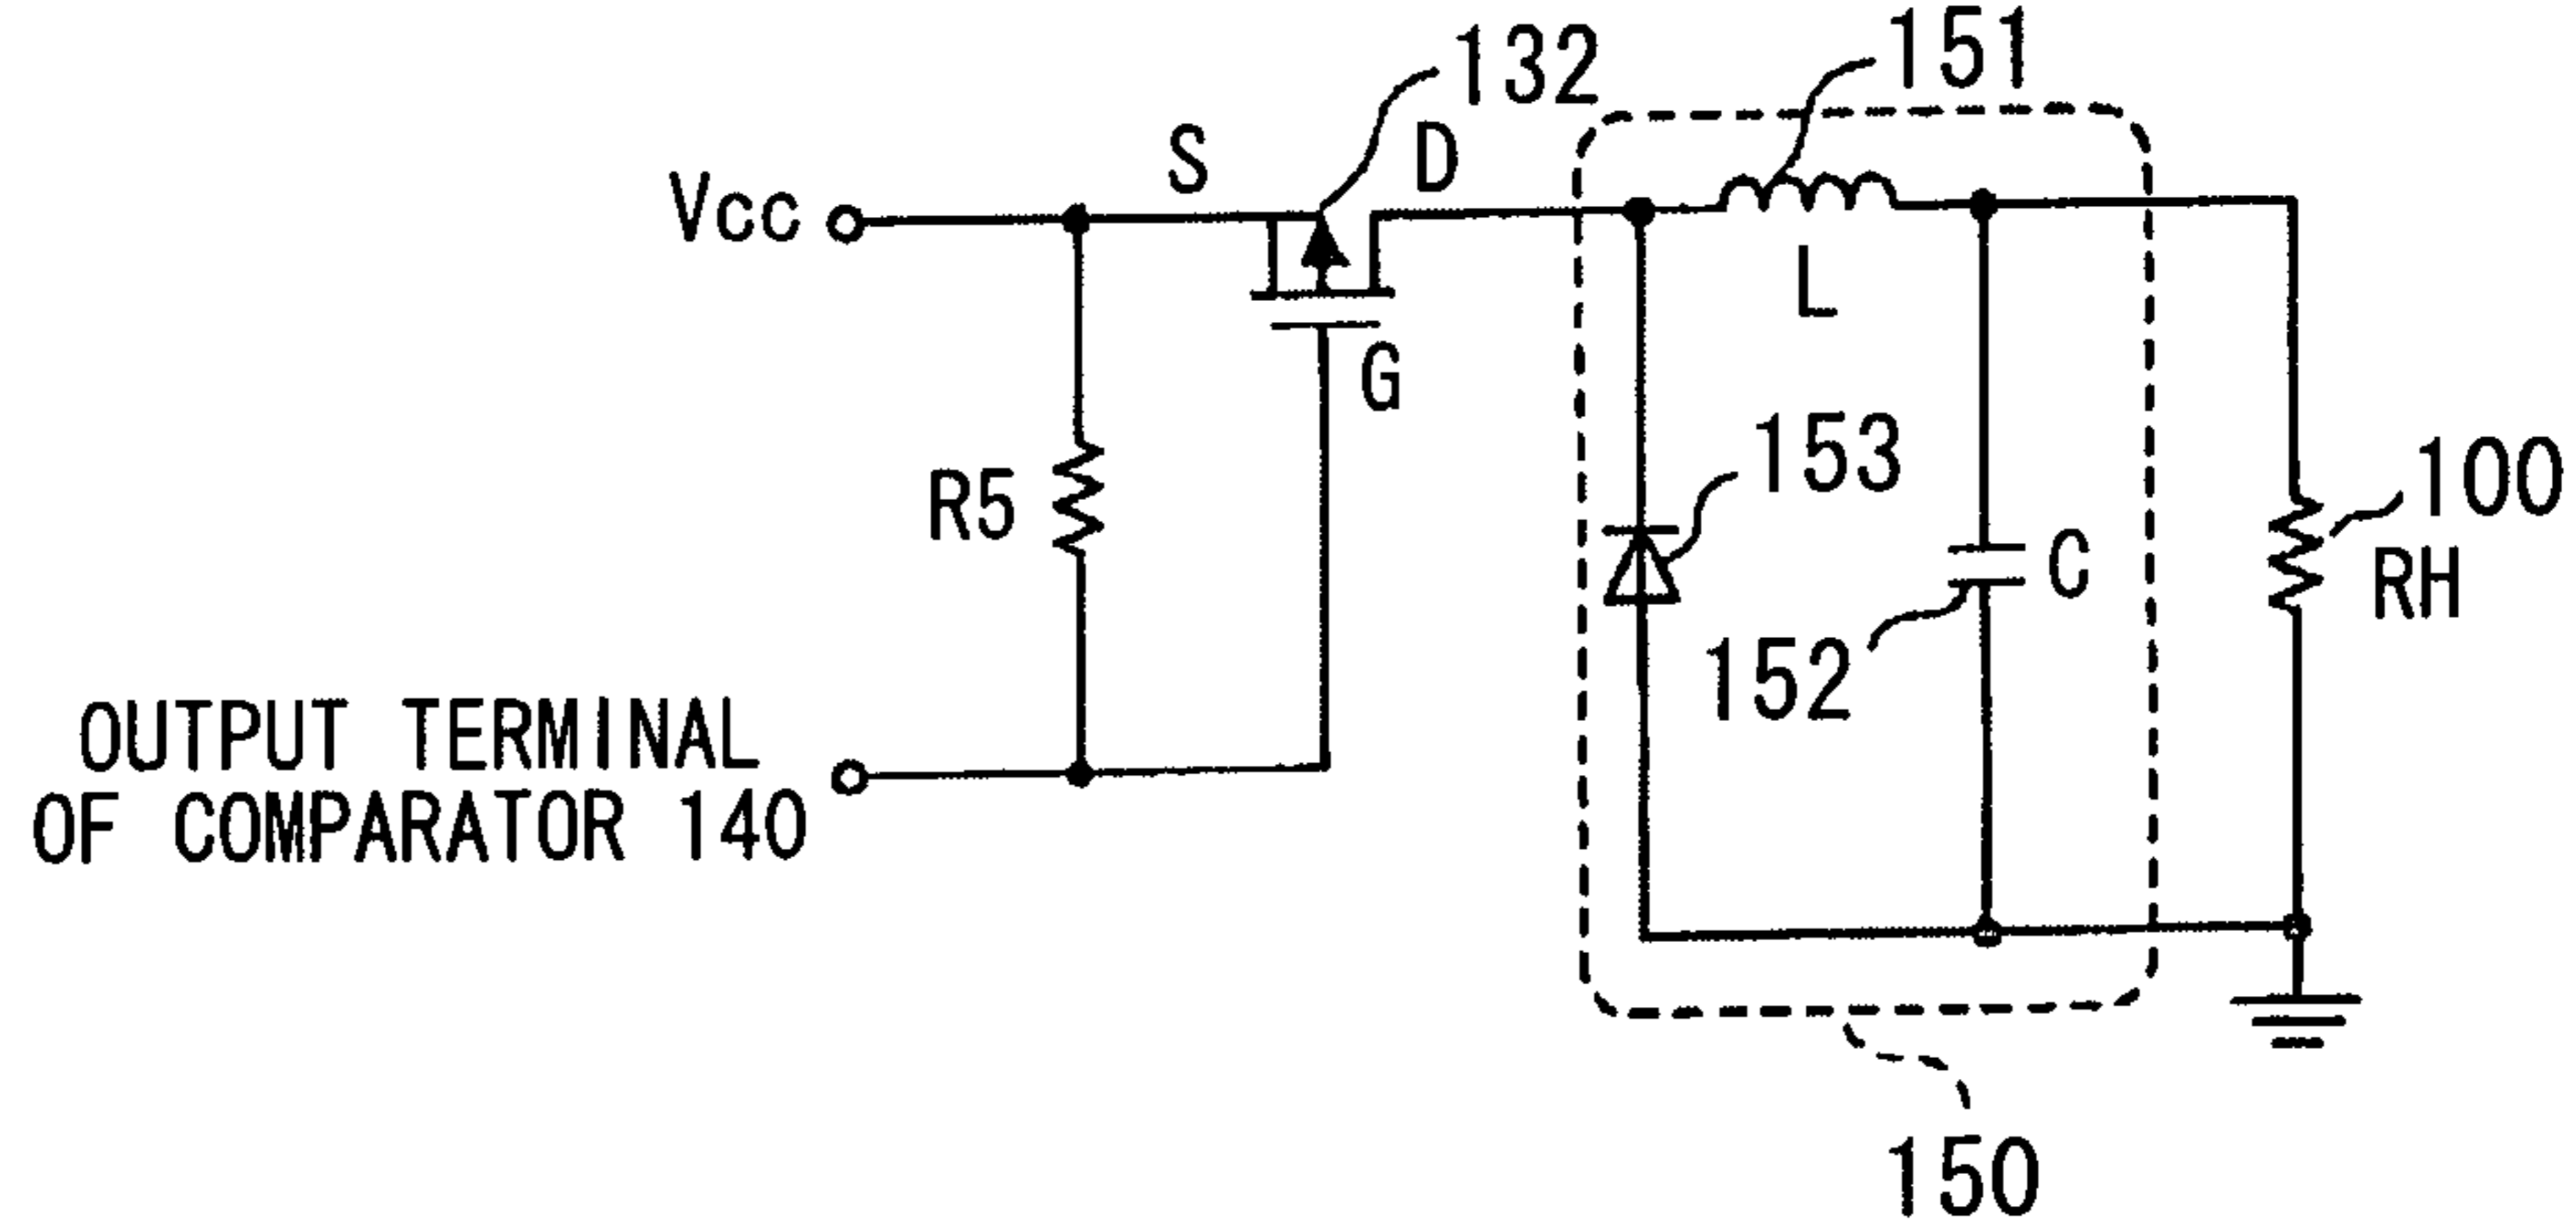 132
151
S
D
Vcc
L
G
153
R5
100
C
RH
152
OUTPUT TERMINAL
OF COMPARATOR 140
150